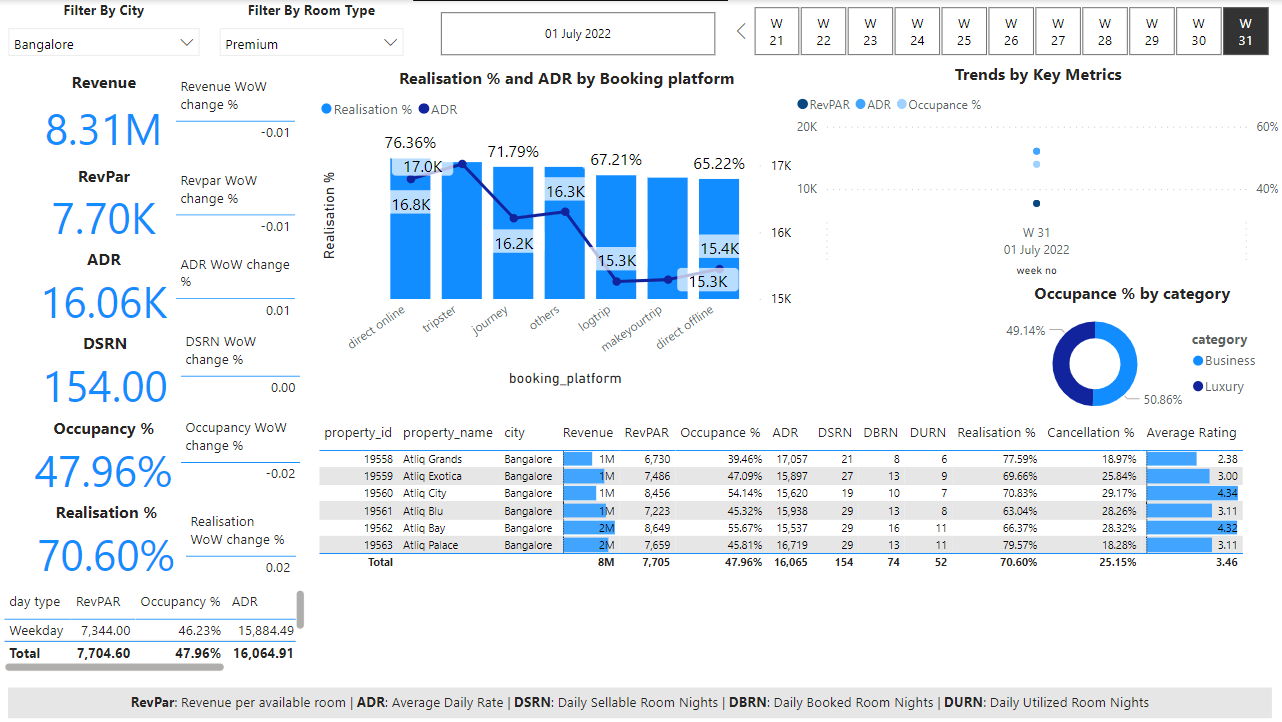 Filter By City
Filter By Room Type
Bangalore
Premium
01 July 2022
W 21
W 22
W 23
W 24
W 25
W 26
W 27
W 28
W 29
W 30
W 31
Revenue
8.31M
Revenue WoW
change %
-0.01
RevPar
7.70K
Revpar WoW
change %
-0.01
ADR
16.06K
ADR WoW change
%
0.01
DSRN
154.00
DSRN WoW
change %
0.00
Occupancy %
47.96%
Occupancy WoW
change %
-0.02
Realisation %
70.60%
Realisation
WoW change %
0.02
day type RevPAR Occupancy % ADR
Weekday 7,344.00 46.23% 15,884.49
Total 7,704.60 47.96% 16,064.91
Realisation % and ADR by Booking platform
Realisation % ADR
76.36%
71.79%
67.21%
65.22%
17.0K
16.8K
16.2K
16.3K
15.3K
15.4K
15.3K
17K
16K
15K
Realisation %
direct online
tripster
journey
others
logtrip
makeyourtrip
direct offline
booking_platform
Trends by Key Metrics
RevPAR ADR Occupance %
20K
60%
10K
40%
W 31
01 July 2022
week no
Occupance % by category
49.14%
50.86%
category
Business
Luxury
property_id property_name city Revenue RevPAR Occupance % ADR DSRN DBRN DURN Realisation % Cancellation % Average Rating
19558 Atliq Grands Bangalore 1M 6,730 39.46% 17,057 21 8 6 77.59% 18.97% 2.38
19559 Atliq Exotica Bangalore 1M 7,486 47.09% 15,897 27 13 9 69.66% 25.84% 3.00
19560 Atliq City Bangalore 1M 8,456 54.14% 15,620 19 10 7 70.83% 29.17% 4.34
19561 Atliq Blu Bangalore 1M 7,223 45.32% 15,938 29 13 8 63.04% 28.26% 3.11
19562 Atliq Bay Bangalore 2M 8,649 55.67% 15,537 29 16 11 66.37% 28.32% 4.32
19563 Atliq Palace Bangalore 2M 7,659 45.81% 16,719 29 13 11 79.57% 18.28% 3.11
Total 8M 7,705 47.96% 16,065 154 74 52 70.60% 25.15% 3.46
RevPar: Revenue per available room | ADR: Average Daily Rate | DSRN: Daily Sellable Room Nights | DBRN: Daily Booked Room Nights | DURN: Daily Utilized Room Nights